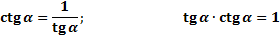 ctg α = 1/tg α; tg α · ctg α = 1